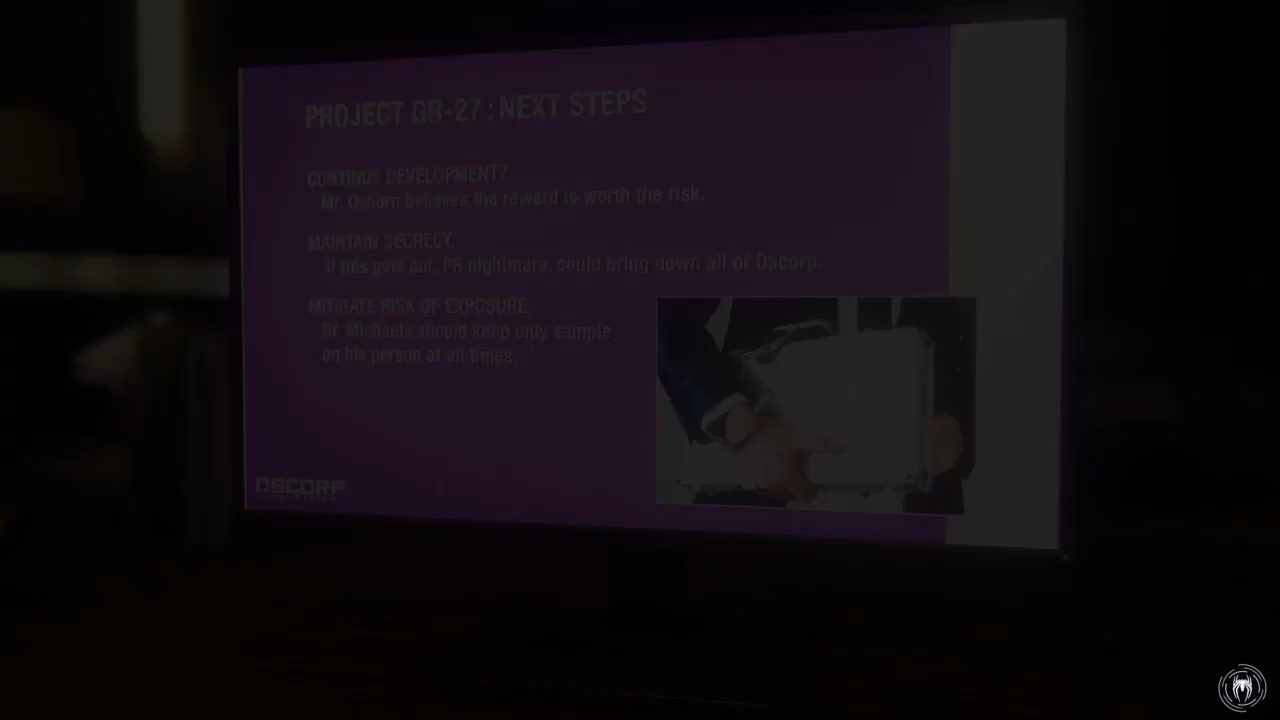 PROJECT GR-27 : NEXT STEPS
CONTINUE DEVELOPMENT?
Mr. Osborn believes the reward is worth the risk.
MAINTAIN SECRECY.
If this gets out, PR nightmare, could bring down all of Oscorp.
MITIGATE RISK OF EXPOSURE.
Dr. Michaels should keep only sample
on his person at all times.
OSCORP